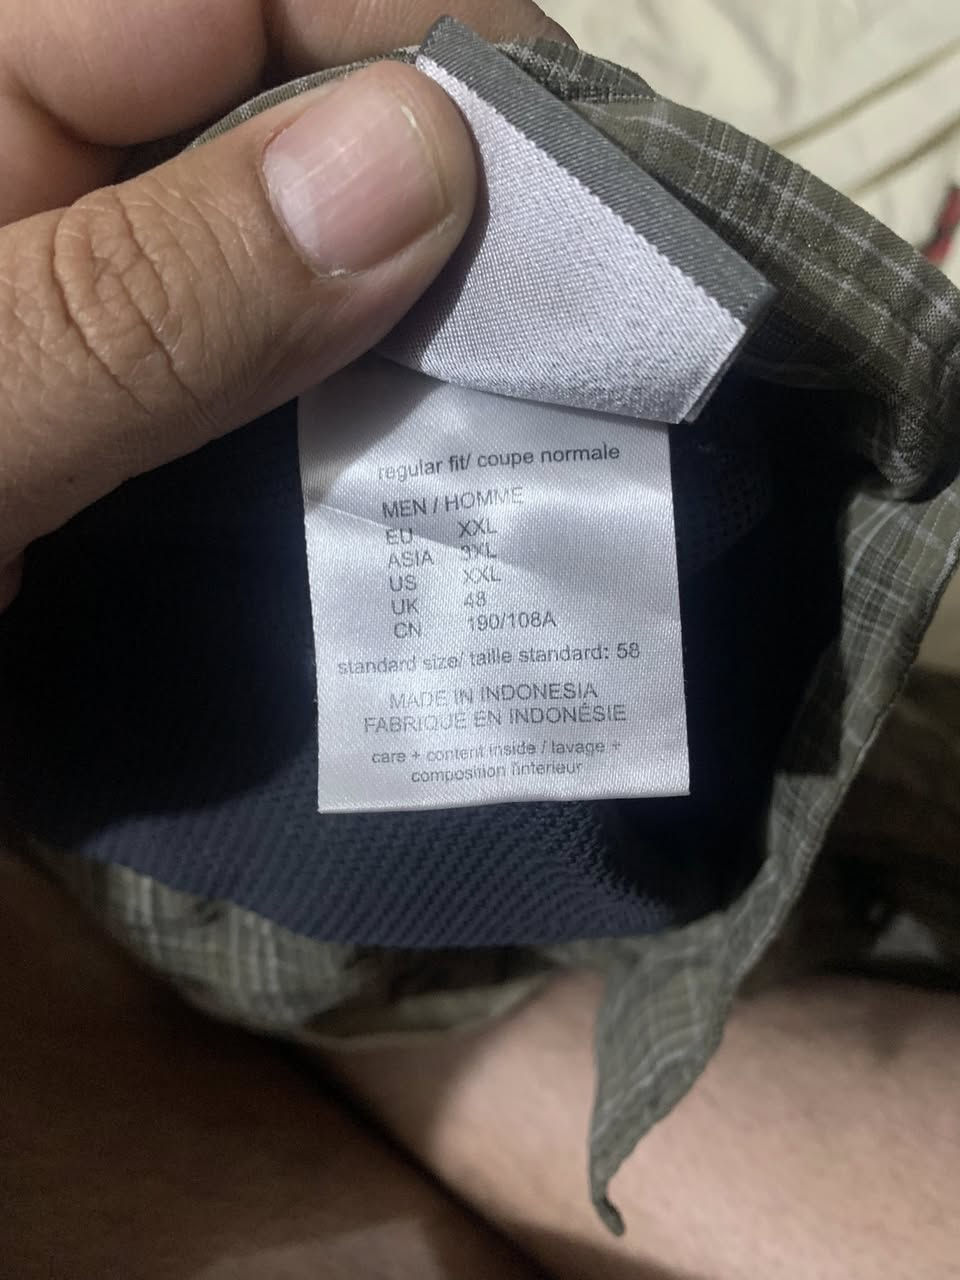 regular fit/ coupe normale
MEN / HOMME
EU XXL
ASIA 3XL
US XXL
UK 48
CN 190/108A
standard size/ taille standard: 58
MADE IN INDONESIA
FABRIQUÉ EN INDONÉSIE
care + content inside / lavage +
composition l'interieur